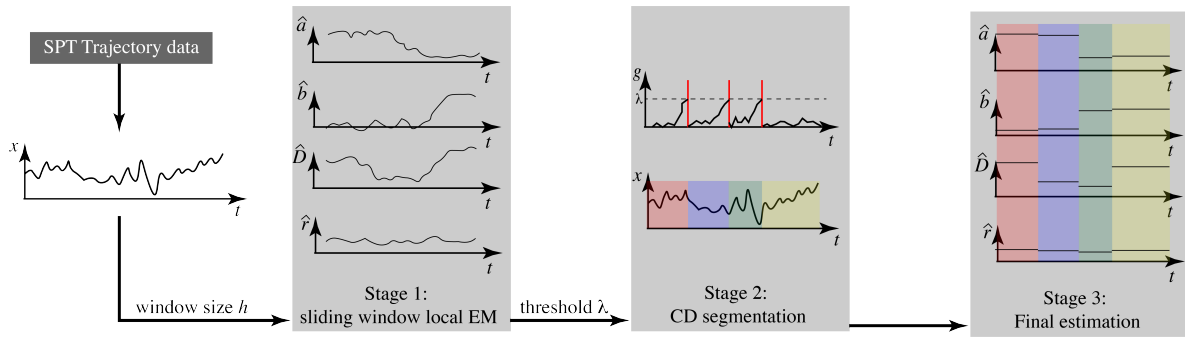 SPT Trajectory data
x
t
window size h
â
t
b̂
t
D̂
t
r̂
t
Stage 1:
sliding window local EM
threshold λ
g
λ
t
x
t
Stage 2:
CD segmentation
â
t
b̂
t
D̂
t
r̂
t
Stage 3:
Final estimation